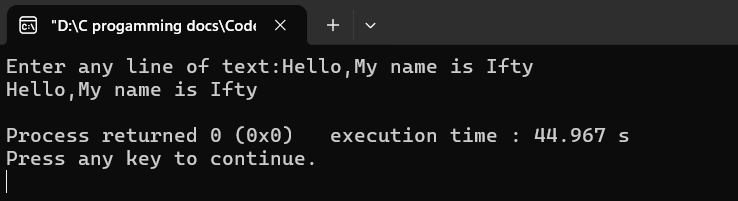 "D:\C progamming docs\Code
Enter any line of text:Hello,My name is Ifty
Hello,My name is Ifty
Process returned 0 (0x0)   execution time : 44.967 s
Press any key to continue.